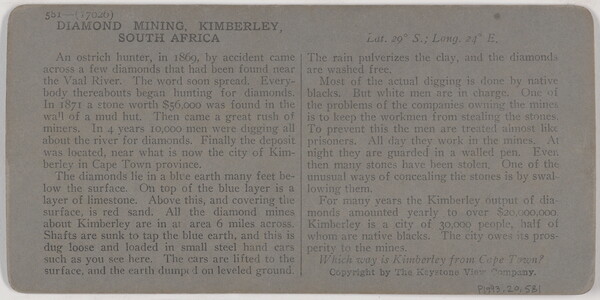 581—(17026)
DIAMOND MINING, KIMBERLEY,
SOUTH AFRICA
Lat. 29° S.; Long. 24° E.
An ostrich hunter, in 1869, by accident came
across a few diamonds that had been found near
the Vaal River. The word soon spread. Every-
body thereabouts began hunting for diamonds.
In 1871 a stone worth $56,000 was found in the
wall of a mud hut. Then came a great rush of
miners. In 4 years 10,000 men were digging all
about the river for diamonds. Finally the deposit
was located, near what is now the city of Kim-
berley in Cape Town province.
The diamonds lie in a blue earth many feet be-
low the surface. On top of the blue layer is a
layer of limestone. Above this, and covering the
surface, is red sand. All the diamond mines
about Kimberley are in an area 6 miles across.
Shafts are sunk to tap the blue earth, and this is
dug loose and loaded in small steel hand cars
such as you see here. The cars are lifted to the
surface, and the earth dumped on leveled ground.
The rain pulverizes the clay, and the diamonds
are washed free.
Most of the actual digging is done by native
blacks. But white men are in charge. One of
the problems of the companies owning the mines
is to keep the workmen from stealing the stones.
To prevent this the men are treated almost like
prisoners. All day they work in the mines. At
night they are guarded in a walled pen. Even
then many stones have been stolen. One of the
unusual ways of concealing the stones is by swal-
lowing them.
For many years the Kimberley output of dia-
monds amounted yearly to over $20,000,000.
Kimberley is a city of 30,000 people, half of
whom are native blacks. The city owes its pros-
perity to the mines.
Which way is Kimberley from Cape Town?
Copyright by The Keystone View Company.